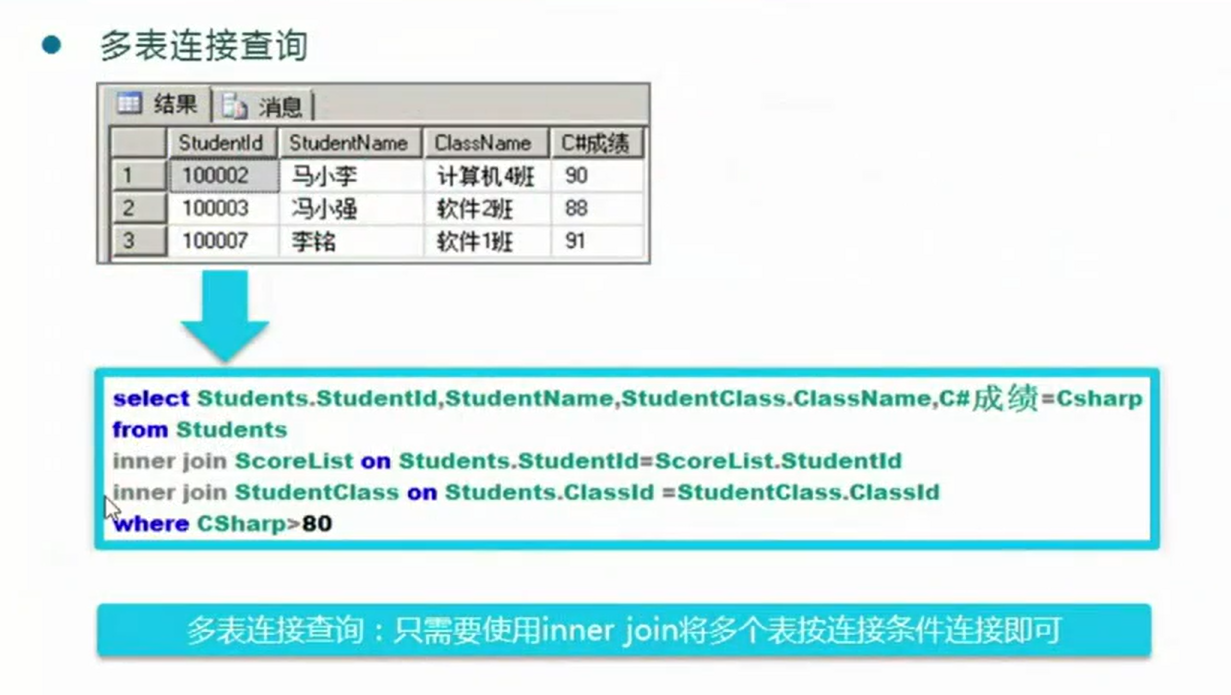 多表连接查询
结果 消息
StudentId StudentName ClassName C#成绩
1 100002 马小李 计算机4班 90
2 100003 冯小强 软件2班 88
3 100007 李铭 软件1班 91
select Students.StudentId,StudentName,StudentClass.ClassName,C#成绩=Csharp
from Students
inner join ScoreList on Students.StudentId=ScoreList.StudentId
inner join StudentClass on Students.ClassId =StudentClass.ClassId
where CSharp>80
多表连接查询：只需要使用inner join将多个表按连接条件连接即可